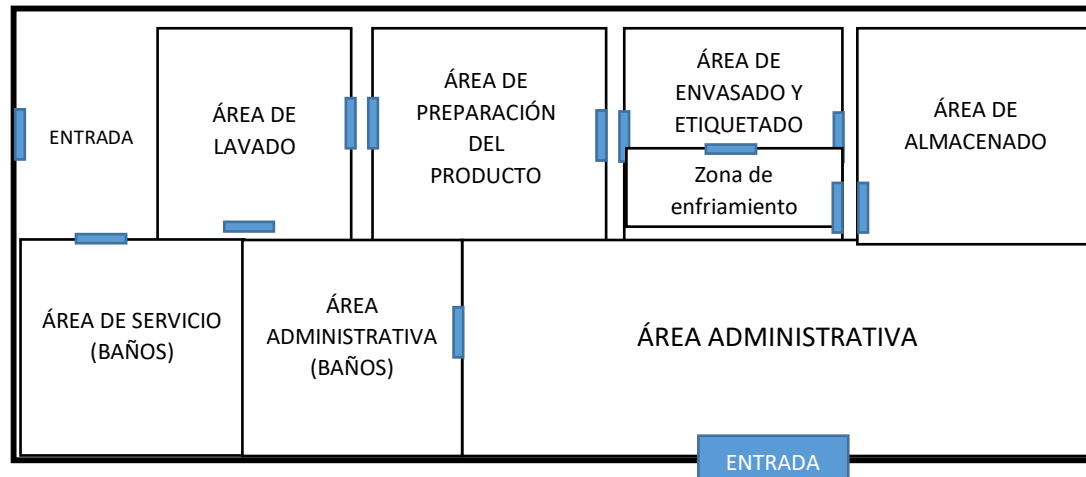 ENTRADA
ÁREA DE
LAVADO
ÁREA DE
PREPARACIÓN
DEL
PRODUCTO
ÁREA DE
ENVASADO Y
ETIQUETADO
Zona de
enfriamiento
ÁREA DE
ALMACENADO
ÁREA DE SERVICIO
(BAÑOS)
ÁREA
ADMINISTRATIVA
(BAÑOS)
ÁREA ADMINISTRATIVA
ENTRADA